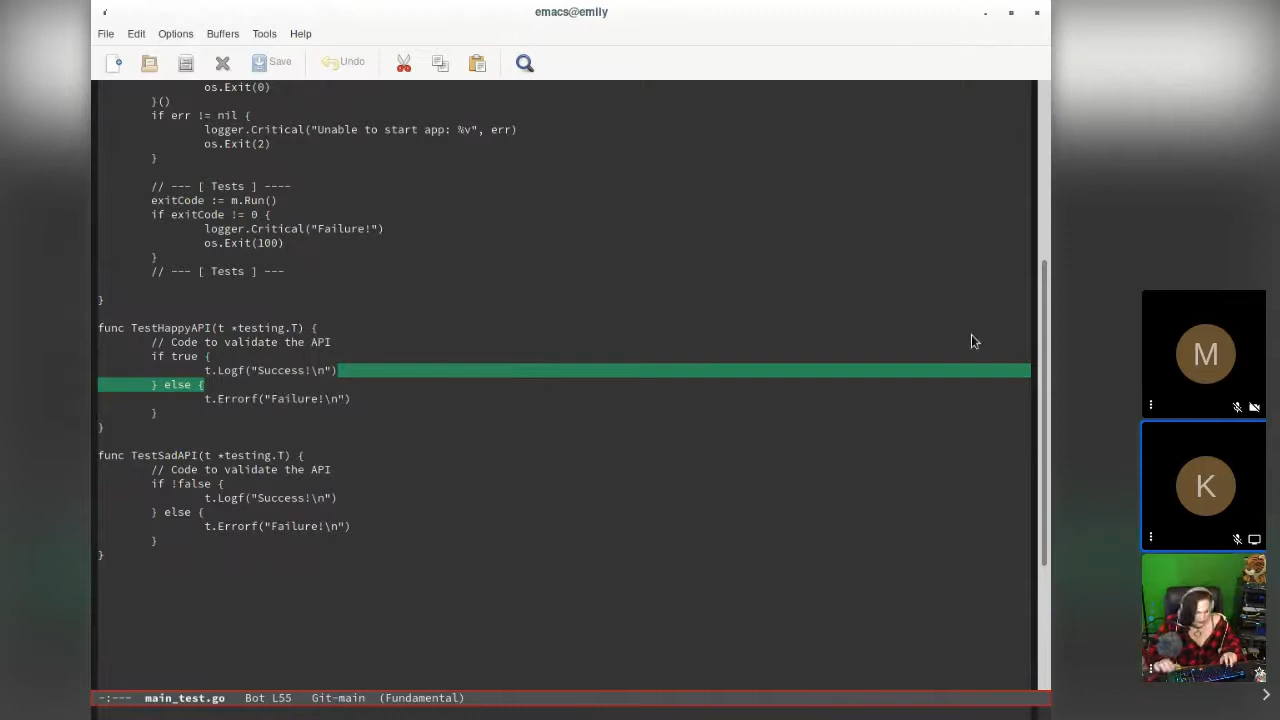 emacs@emily
File Edit Options Buffers Tools Help
Save Undo
os.Exit(0)
}()
if err != nil {
logger.Critical("Unable to start app: %v", err)
os.Exit(2)
}
// --- [ Tests ] ----
exitCode := m.Run()
if exitCode != 0 {
logger.Critical("Failure!")
os.Exit(100)
}
// --- [ Tests ] ---
}
func TestHappyAPI(t *testing.T) {
// Code to validate the API
if true {
t.Logf("Success!\n")
} else {
t.Errorf("Failure!\n")
}
}
func TestSadAPI(t *testing.T) {
// Code to validate the API
if !false {
t.Logf("Success!\n")
} else {
t.Errorf("Failure!\n")
}
}
-:--- main_test.go Bot L55 Git-main (Fundamental)
M
K